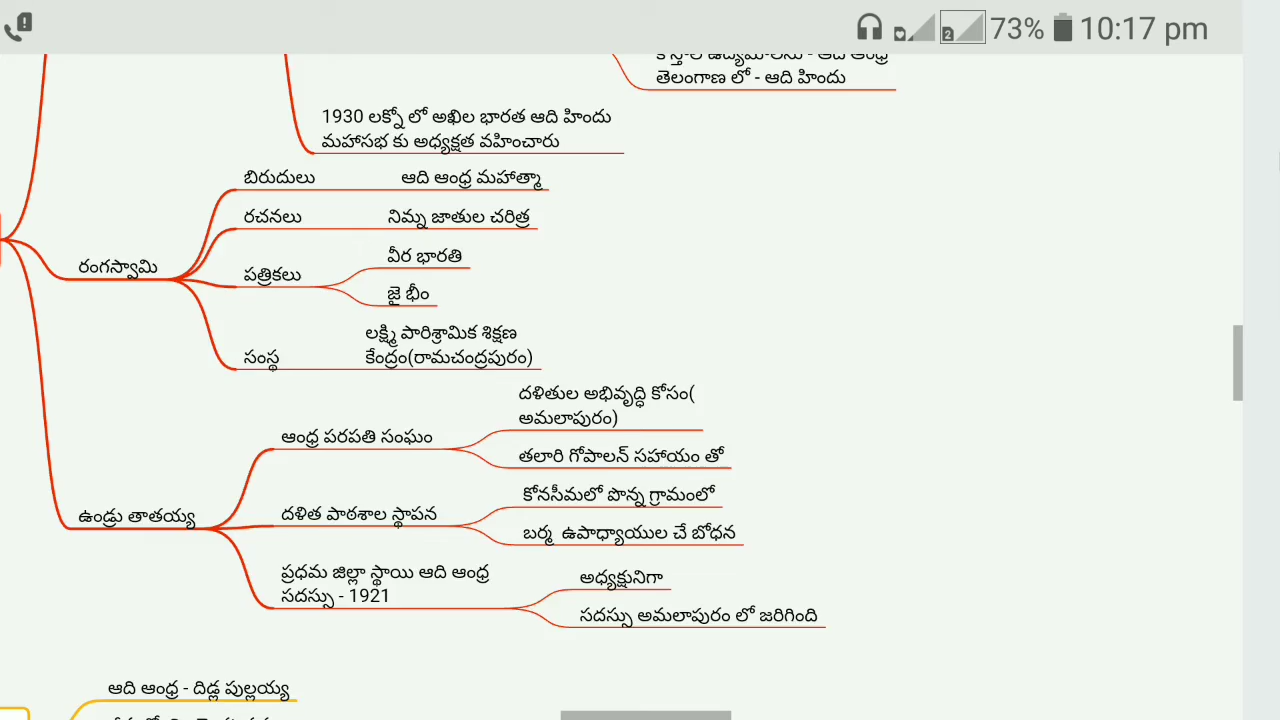 73% 10:17 pm
2
తెలంగాణ లో - ఆది హిందు
1930 లక్నో లో అఖిల భారత ఆది హిందు
మహాసభ కు అధ్యక్షత వహించారు
రంగస్వామి
బిరుదులు
ఆది ఆంధ్ర మహాత్మా
రచనలు
నిమ్న జాతుల చరిత్ర
పత్రికలు
వీర భారతి
జై భీం
సంస్థ
లక్ష్మి పారిశ్రామిక శిక్షణ
కేంద్రం(రామచంద్రపురం)
ఉండ్రు తాతయ్య
ఆంధ్ర పరపతి సంఘం
దళితుల అభివృద్ధి కోసం(
అమలాపురం)
తలారి గోపాలన్ సహాయం తో
దళిత పాఠశాల స్థాపన
కోనసీమలో పొన్న గ్రామంలో
బర్మ ఉపాధ్యాయుల చే బోధన
ప్రధమ జిల్లా స్థాయి ఆది ఆంధ్ర
సదస్సు - 1921
అధ్యక్షునిగా
సదస్సు అమలాపురం లో జరిగింది
ఆది ఆంధ్ర - దిడ్ల పుల్లయ్య